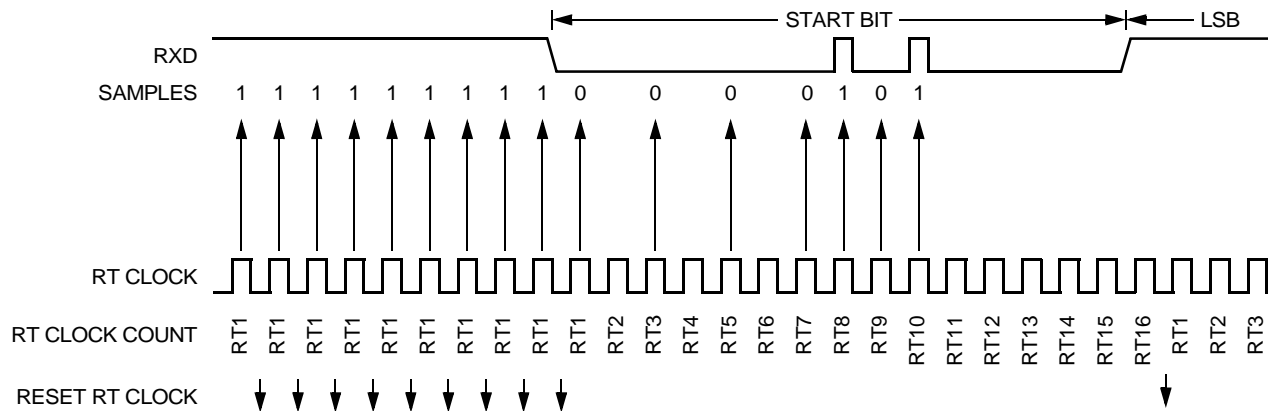 START BIT LSB
RXD
SAMPLES 1 1 1 1 1 1 1 1 1 0 0 0 0 1 0 1
RT CLOCK
RT CLOCK COUNT RT1 RT1 RT1 RT1 RT1 RT1 RT1 RT1 RT1 RT1 RT2 RT3 RT4 RT5 RT6 RT7 RT8 RT9 RT10 RT11 RT12 RT13 RT14 RT15 RT16 RT1 RT2 RT3
RESET RT CLOCK